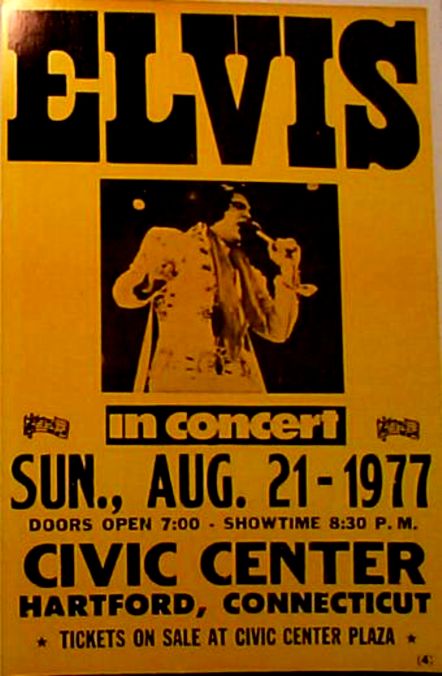 ELVIS
in concert
SUN., AUG. 21-1977
DOORS OPEN 7:00 - SHOWTIME 8:30 P.M.
CIVIC CENTER
HARTFORD, CONNECTICUT
★ TICKETS ON SALE AT CIVIC CENTER PLAZA ★
(4)